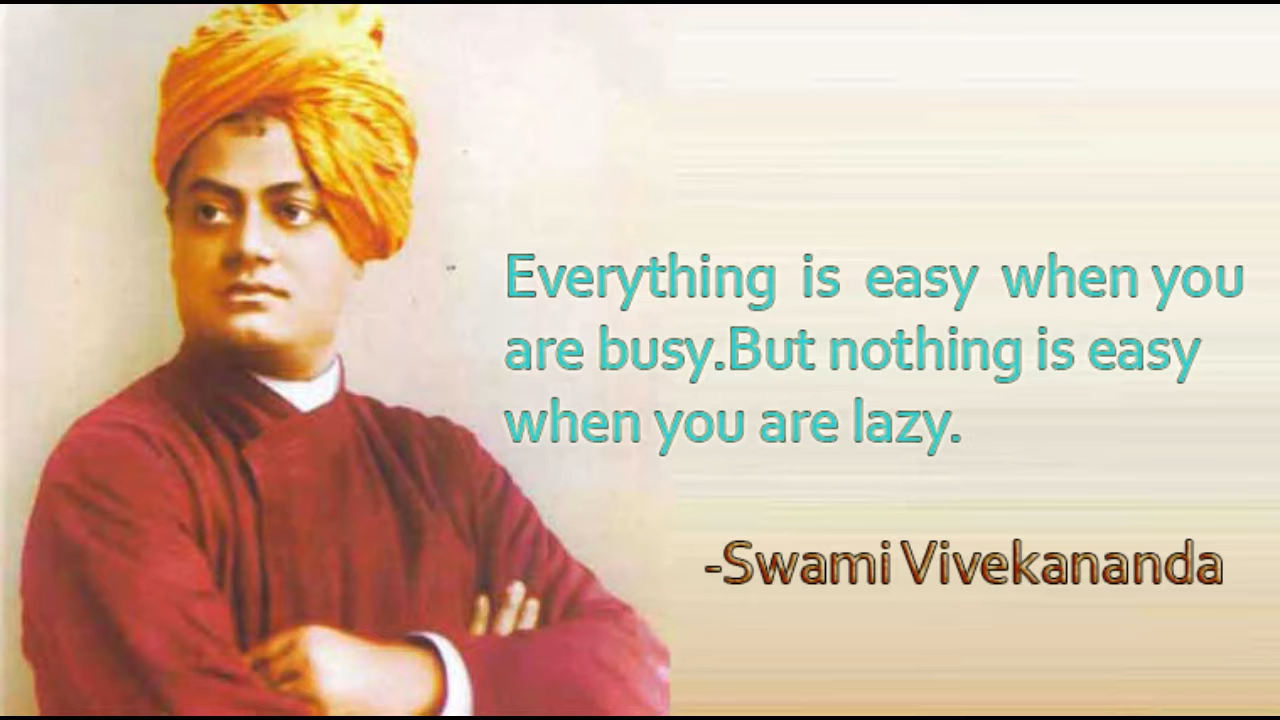 Everything is easy when you
are busy.But nothing is easy
when you are lazy.
-Swami Vivekananda